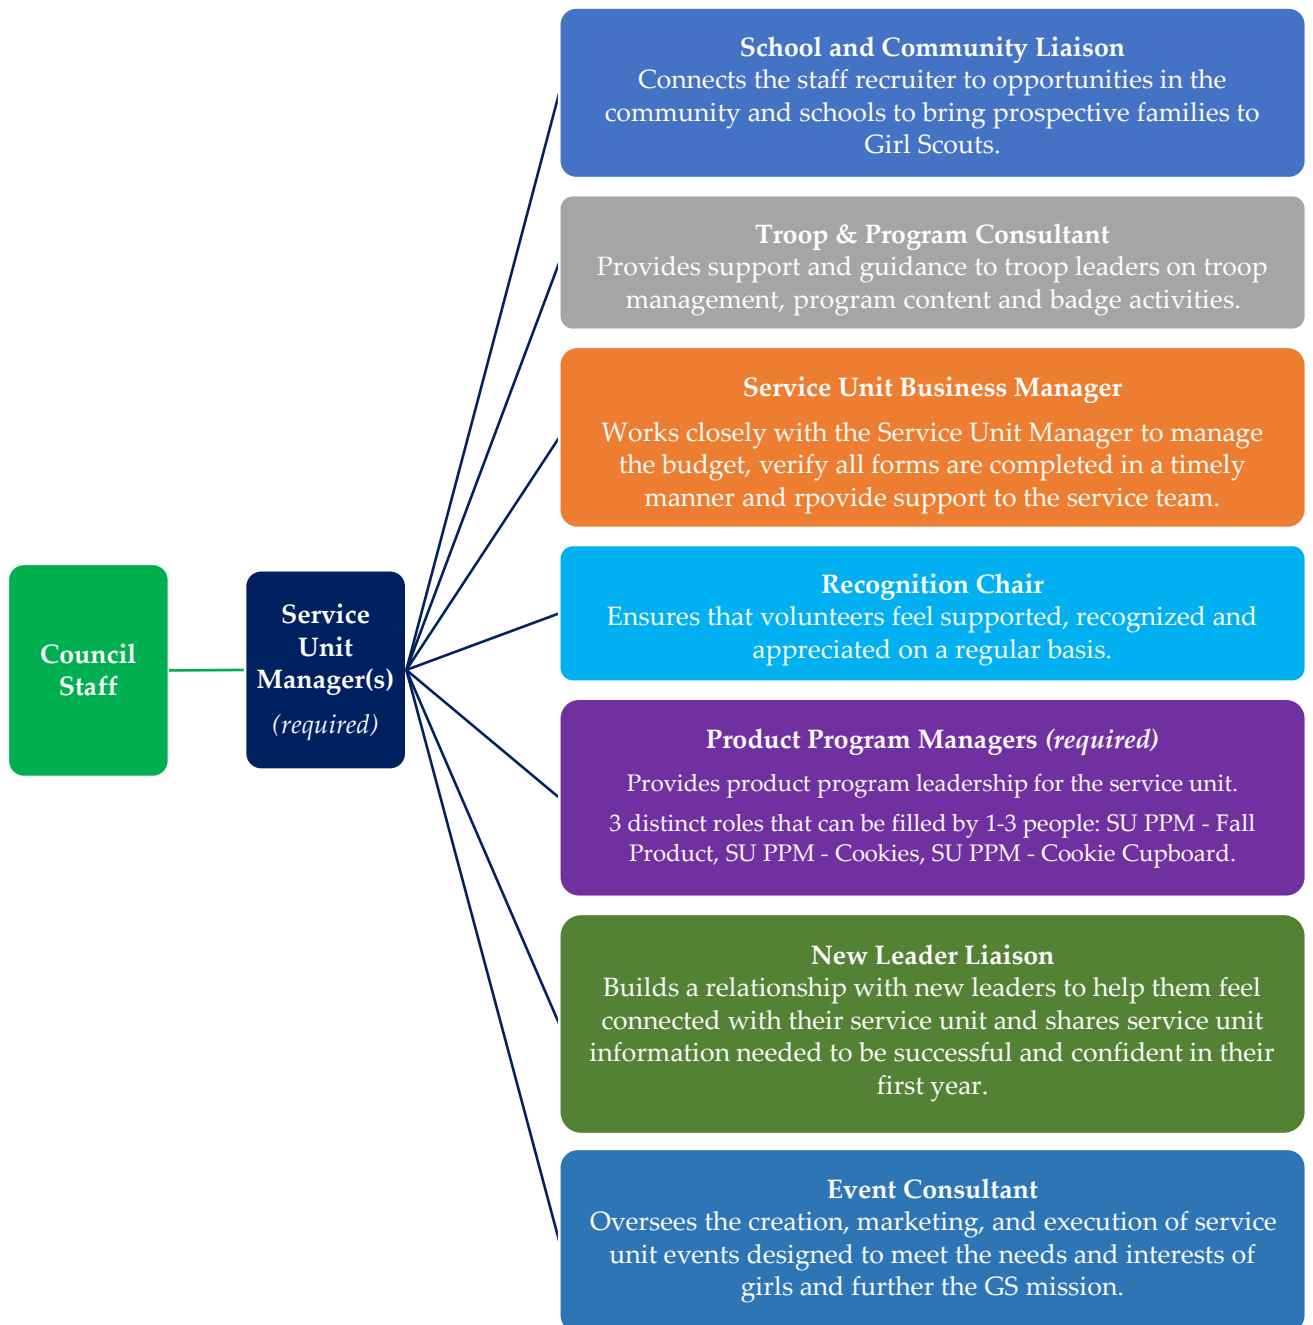 School and Community Liaison
Connects the staff recruiter to opportunities in the
community and schools to bring prospective families to
Girl Scouts.
Troop & Program Consultant
Provides support and guidance to troop leaders on troop
management, program content and badge activities.
Service Unit Business Manager
Works closely with the Service Unit Manager to manage
the budget, verify all forms are completed in a timely
manner and rpovide support to the service team.
Council
Staff
Service
Unit
Manager(s)
(required)
Recognition Chair
Ensures that volunteers feel supported, recognized and
appreciated on a regular basis.
Product Program Managers (required)
Provides product program leadership for the service unit.
3 distinct roles that can be filled by 1-3 people: SU PPM - Fall
Product, SU PPM - Cookies, SU PPM - Cookie Cupboard.
New Leader Liaison
Builds a relationship with new leaders to help them feel
connected with their service unit and shares service unit
information needed to be successful and confident in their
first year.
Event Consultant
Oversees the creation, marketing, and execution of service
unit events designed to meet the needs and interests of
girls and further the GS mission.